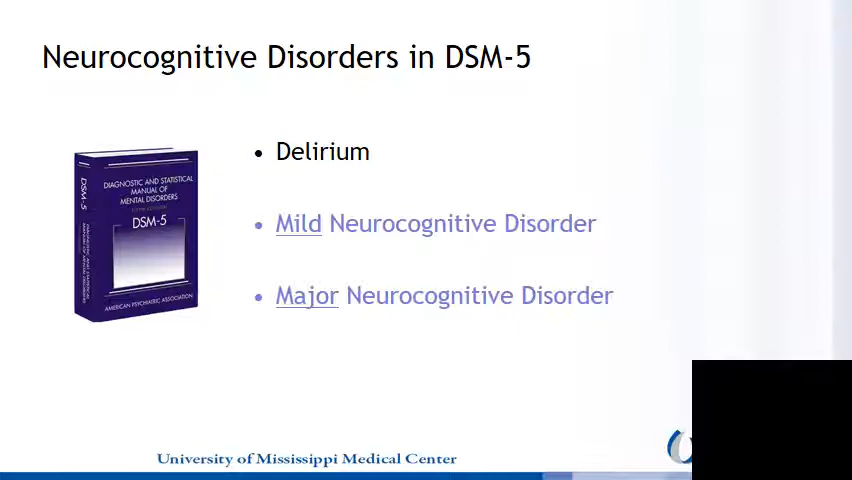 Neurocognitive Disorders in DSM-5
• Delirium
• Mild Neurocognitive Disorder
• Major Neurocognitive Disorder
DSM-5
DIAGNOSTIC AND STATISTICAL
MANUAL OF
MENTAL DISORDERS
FIFTH EDITION
DSM-5
AMERICAN PSYCHIATRIC ASSOCIATION
University of Mississippi Medical Center